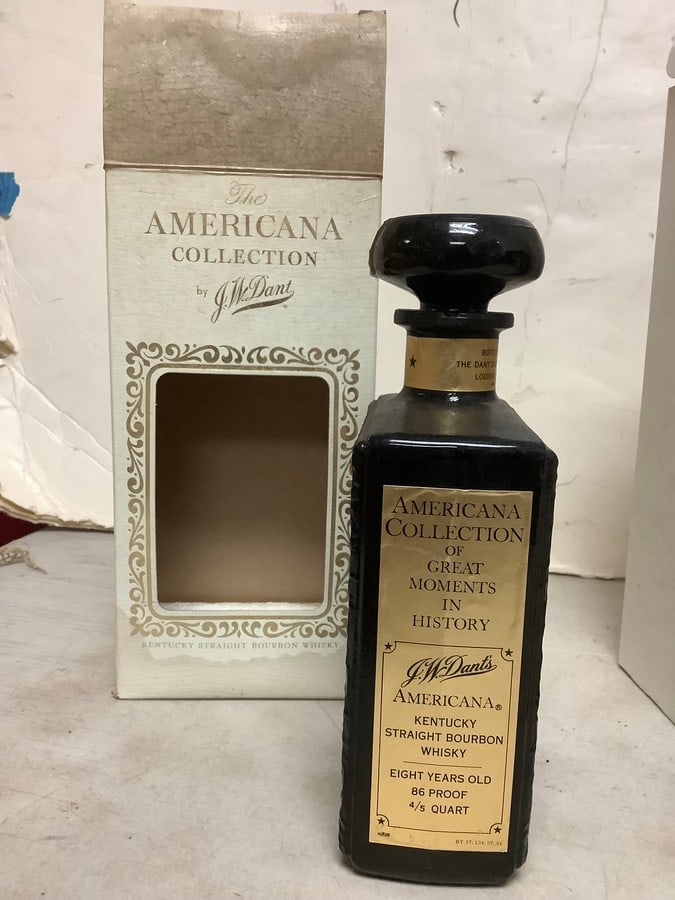 The
AMERICANA
COLLECTION
by J.W. Dant
KENTUCKY STRAIGHT BOURBON WHISKY
THE DANT
AMERICANA
COLLECTION
OF
GREAT
MOMENTS
IN
HISTORY
J.W. Dant's
AMERICANA®
KENTUCKY
STRAIGHT BOURBON
WHISKY
EIGHT YEARS OLD
86 PROOF
4/5 QUART